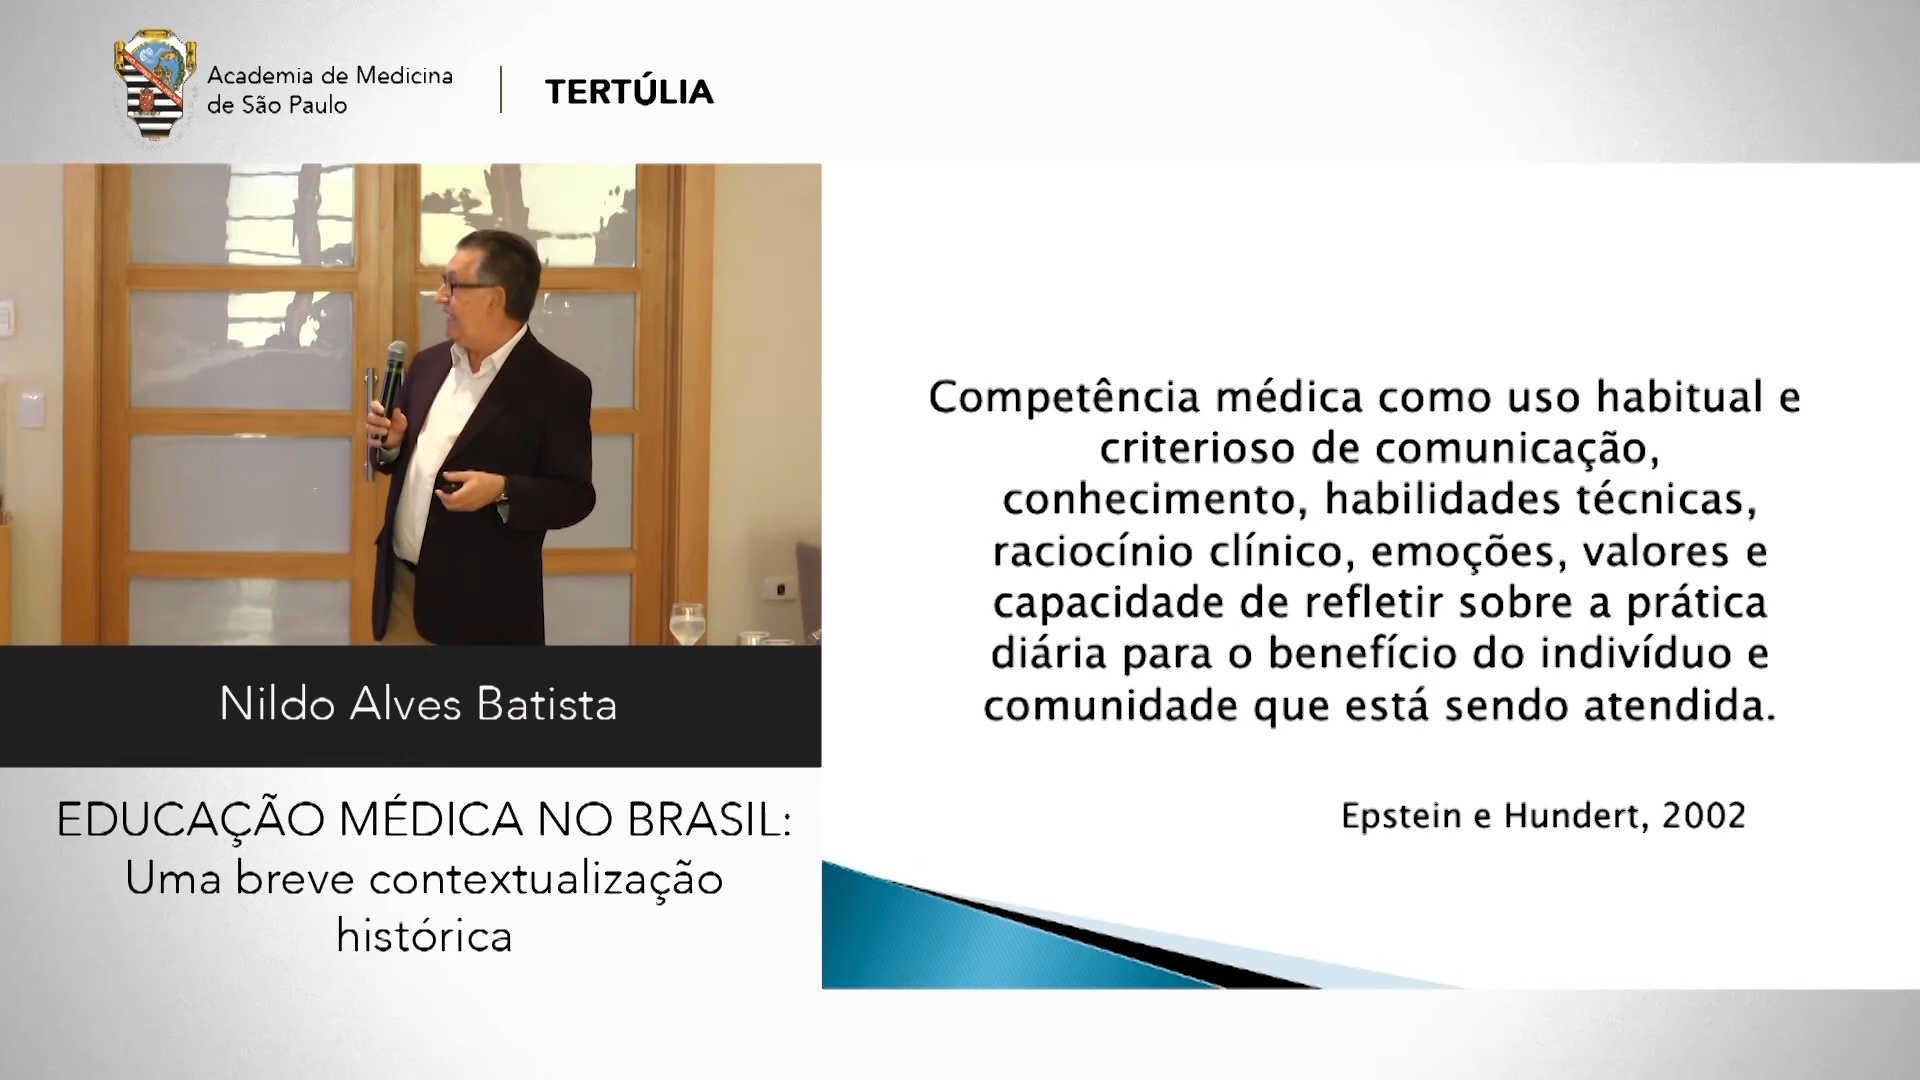 Academia de Medicina
de São Paulo
TERTÚLIA
Nildo Alves Batista
EDUCAÇÃO MÉDICA NO BRASIL:
Uma breve contextualização
histórica
Competência médica como uso habitual e
criterioso de comunicação,
conhecimento, habilidades técnicas,
raciocínio clínico, emoções, valores e
capacidade de refletir sobre a prática
diária para o benefício do indivíduo e
comunidade que está sendo atendida.
Epstein e Hundert, 2002